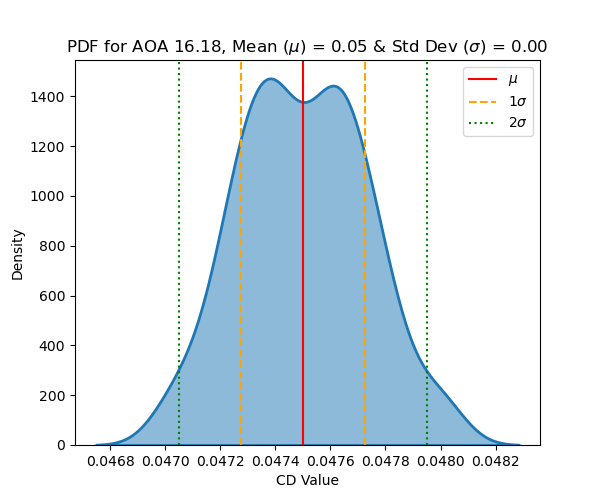 PDF for AOA 16.18, Mean (μ) = 0.05 & Std Dev (σ) = 0.00
μ
1σ
2σ
Density
1400
1200
1000
800
600
400
200
0
0.0468 0.0470 0.0472 0.0474 0.0476 0.0478 0.0480 0.0482
CD Value